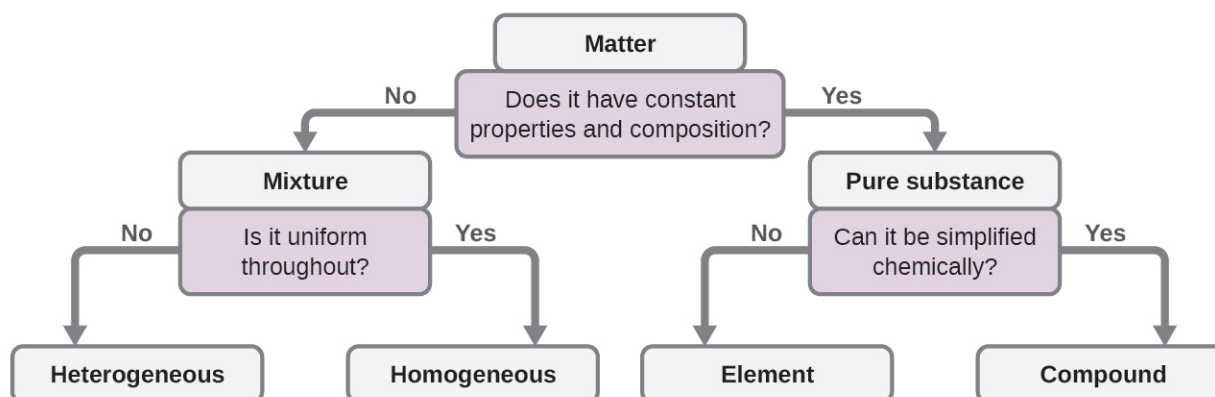 Matter
No
Does it have constant
properties and composition?
Yes
Mixture
Pure substance
No
Is it uniform
throughout?
Yes
No
Can it be simplified
chemically?
Yes
Heterogeneous
Homogeneous
Element
Compound